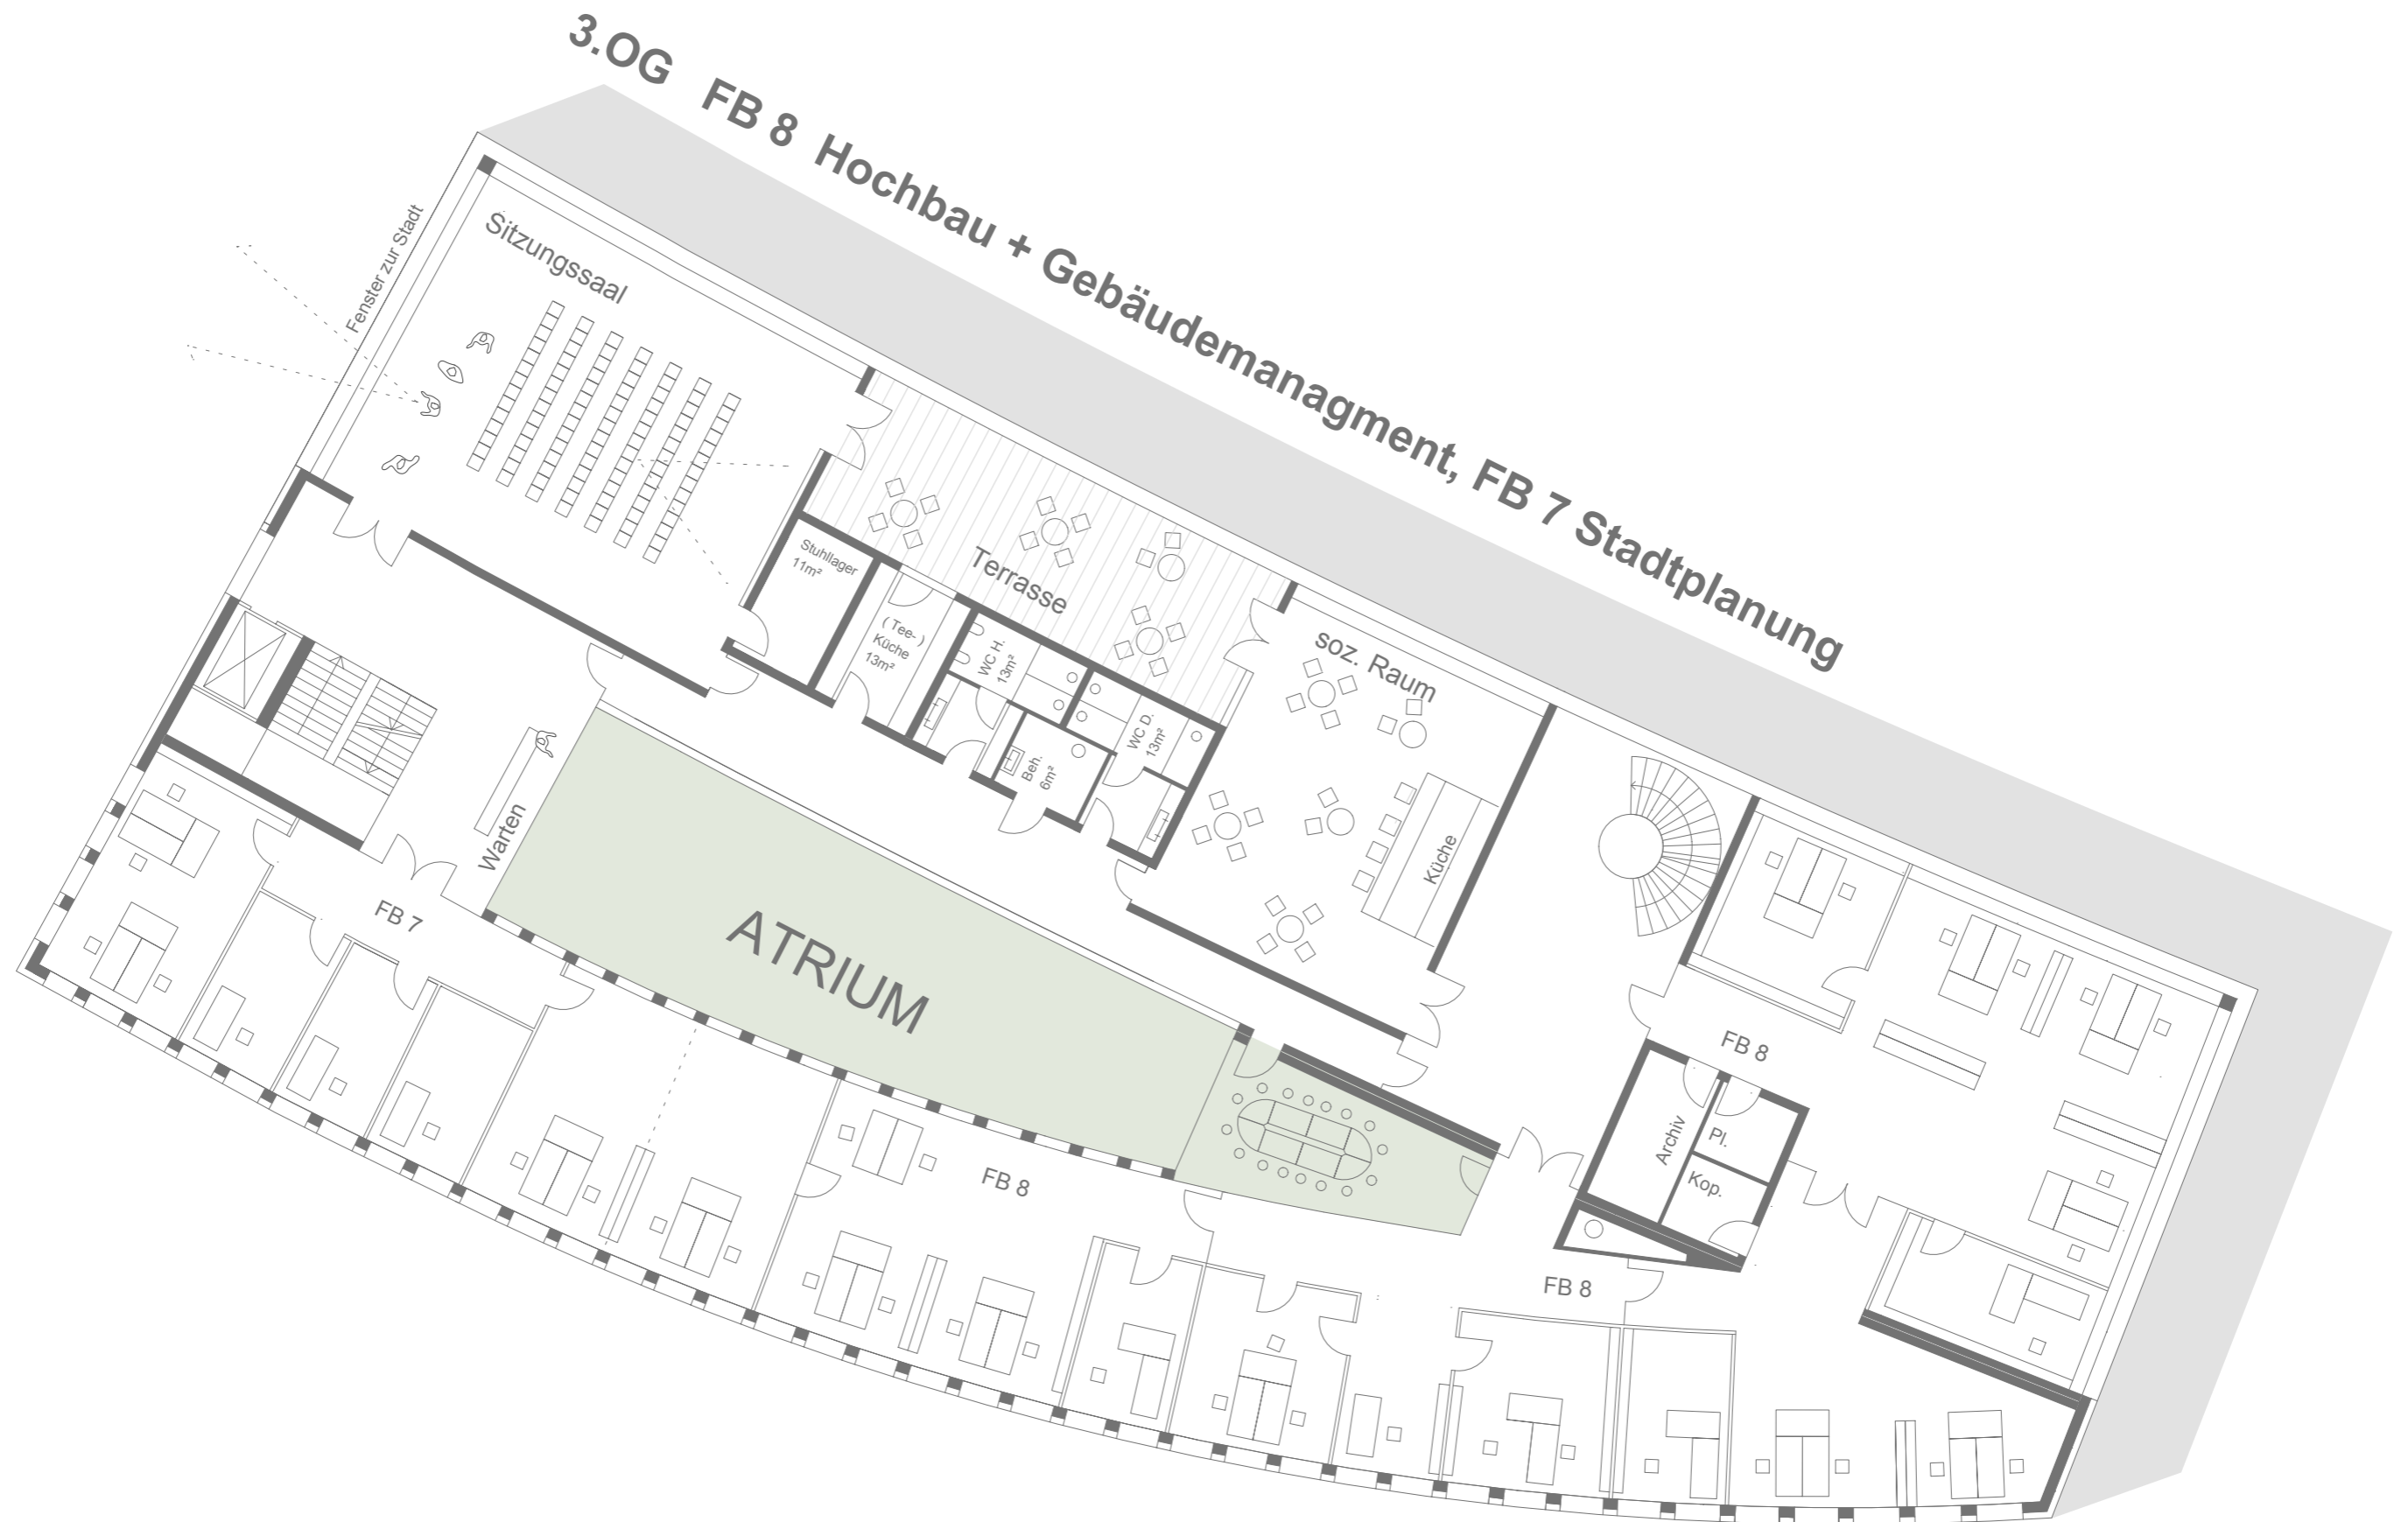 3.OG FB 8 Hochbau + Gebäudemanagment, FB 7 Stadtplanung
Fenster zur Stadt
Sitzungssaal
Stuhllager
11m²
( Tee- )
Küche
13m²
Terrasse
WC H.
13m²
Beh.
6m²
WC D.
13m²
soz. Raum
Küche
Warten
ATRIUM
FB 7
FB 8
FB 8
Archiv
Pl.
Kop.
FB 8